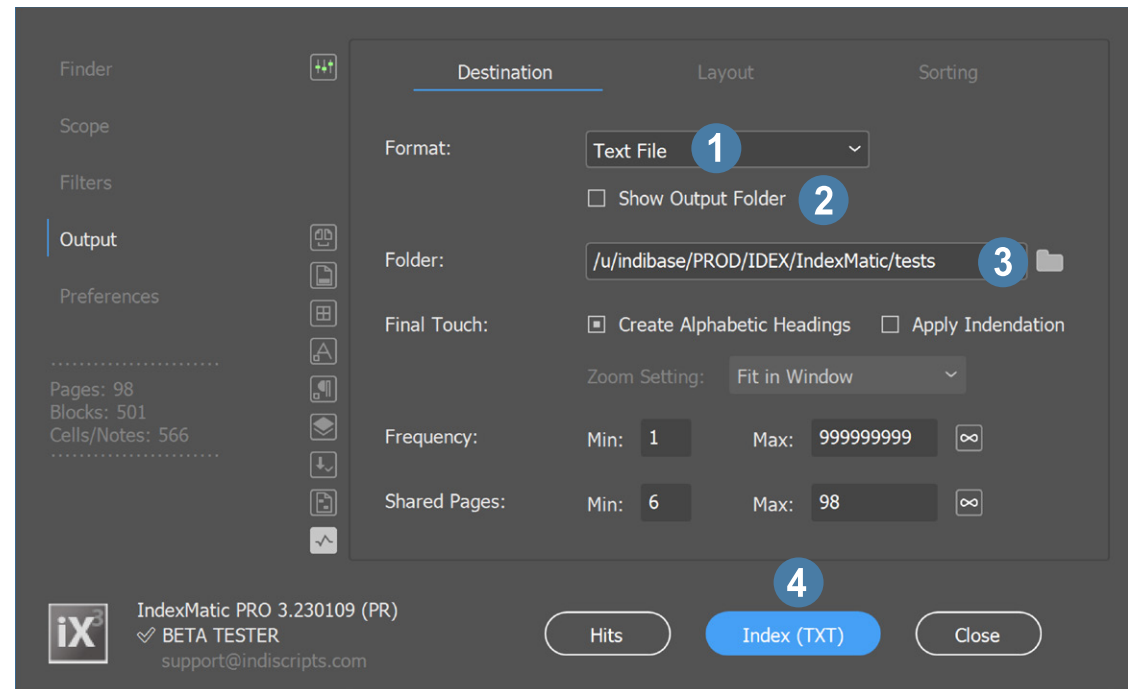 Finder
Scope
Filters
Output
Preferences
Pages: 98
Blocks: 501
Cells/Notes: 566
Destination Layout Sorting
Format: Text File 1
Show Output Folder 2
Folder: /u/indibase/PROD/IDEX/IndexMatic/tests 3
Final Touch: Create Alphabetic Headings Apply Indentation
Zoom Setting: Fit in Window
Frequency: Min: 1 Max: 999999999 ∞
Shared Pages: Min: 6 Max: 98 ∞
4
iX3
IndexMatic PRO 3.230109 (PR)
BETA TESTER
support@indiscripts.com
Hits Index (TXT) Close